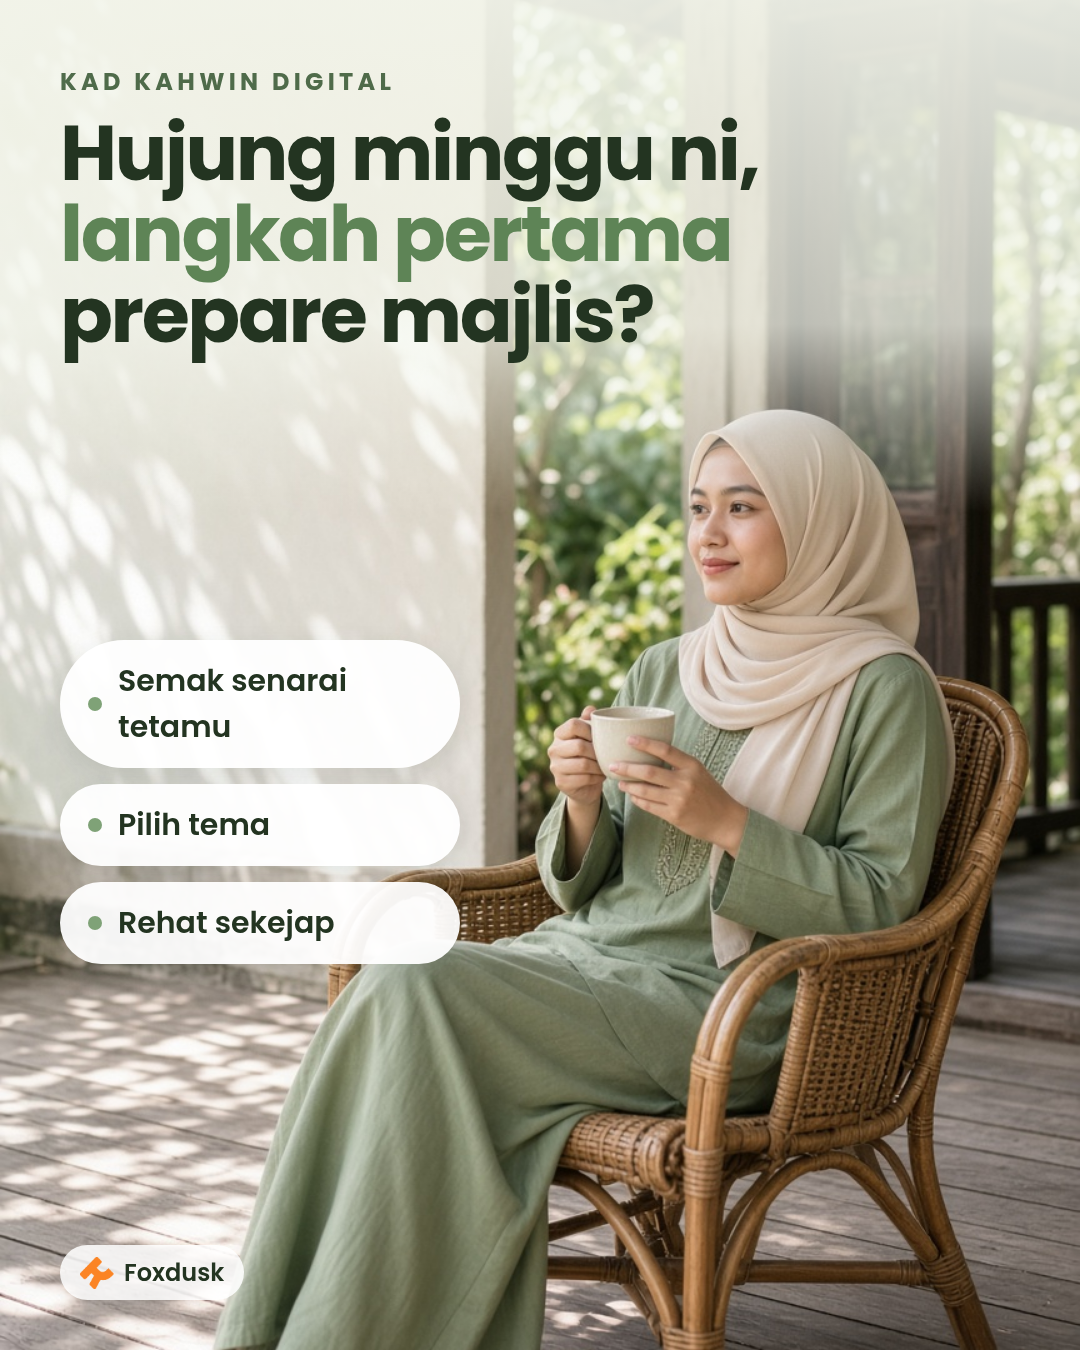 KAD KAHWIN DIGITAL
Hujung minggu ni,
langkah pertama
prepare majlis?
Semak senarai
tetamu
Pilih tema
Rehat sekejap
Foxdusk